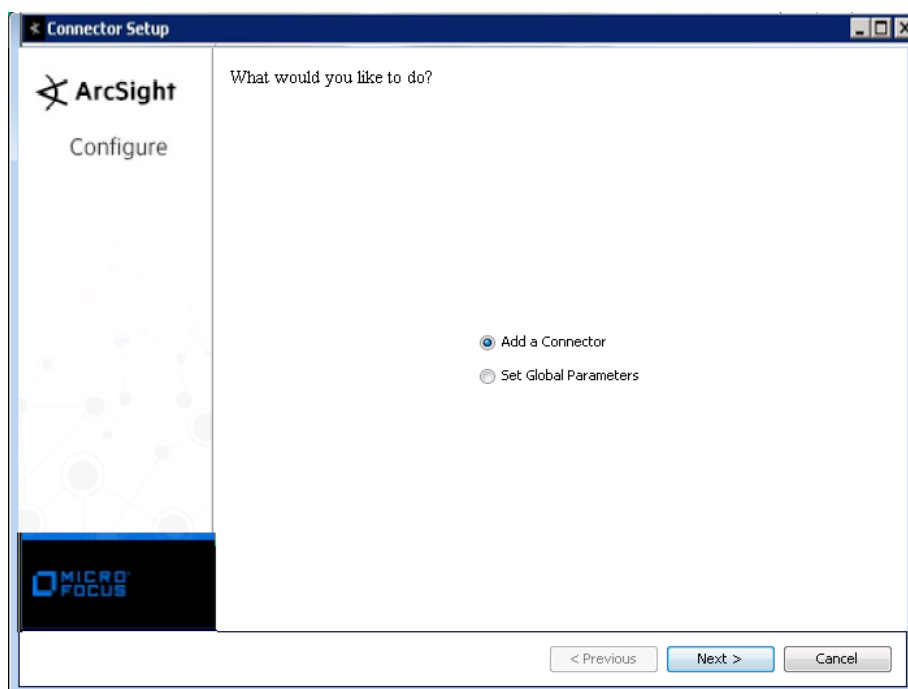 Connector Setup
ArcSight
Configure
What would you like to do?
Add a Connector
Set Global Parameters
MICRO
FOCUS
< Previous
Next >
Cancel